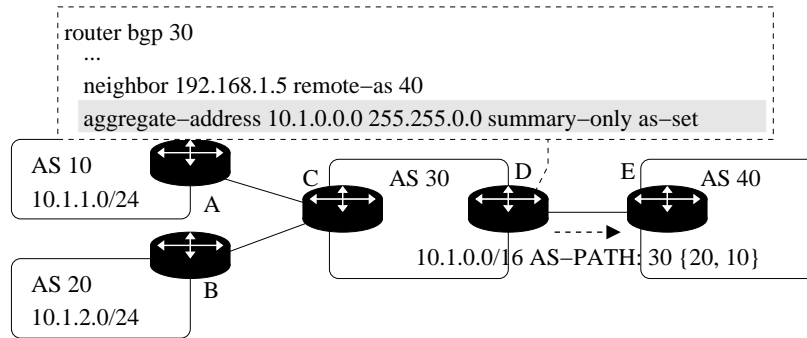 router bgp 30
...
neighbor 192.168.1.5 remote−as 40
aggregate−address 10.1.0.0.0 255.255.0.0 summary−only as−set
AS 10
10.1.1.0/24
A
C
AS 30
D
E
AS 40
10.1.0.0/16 AS−PATH: 30 {20, 10}
AS 20
10.1.2.0/24
B